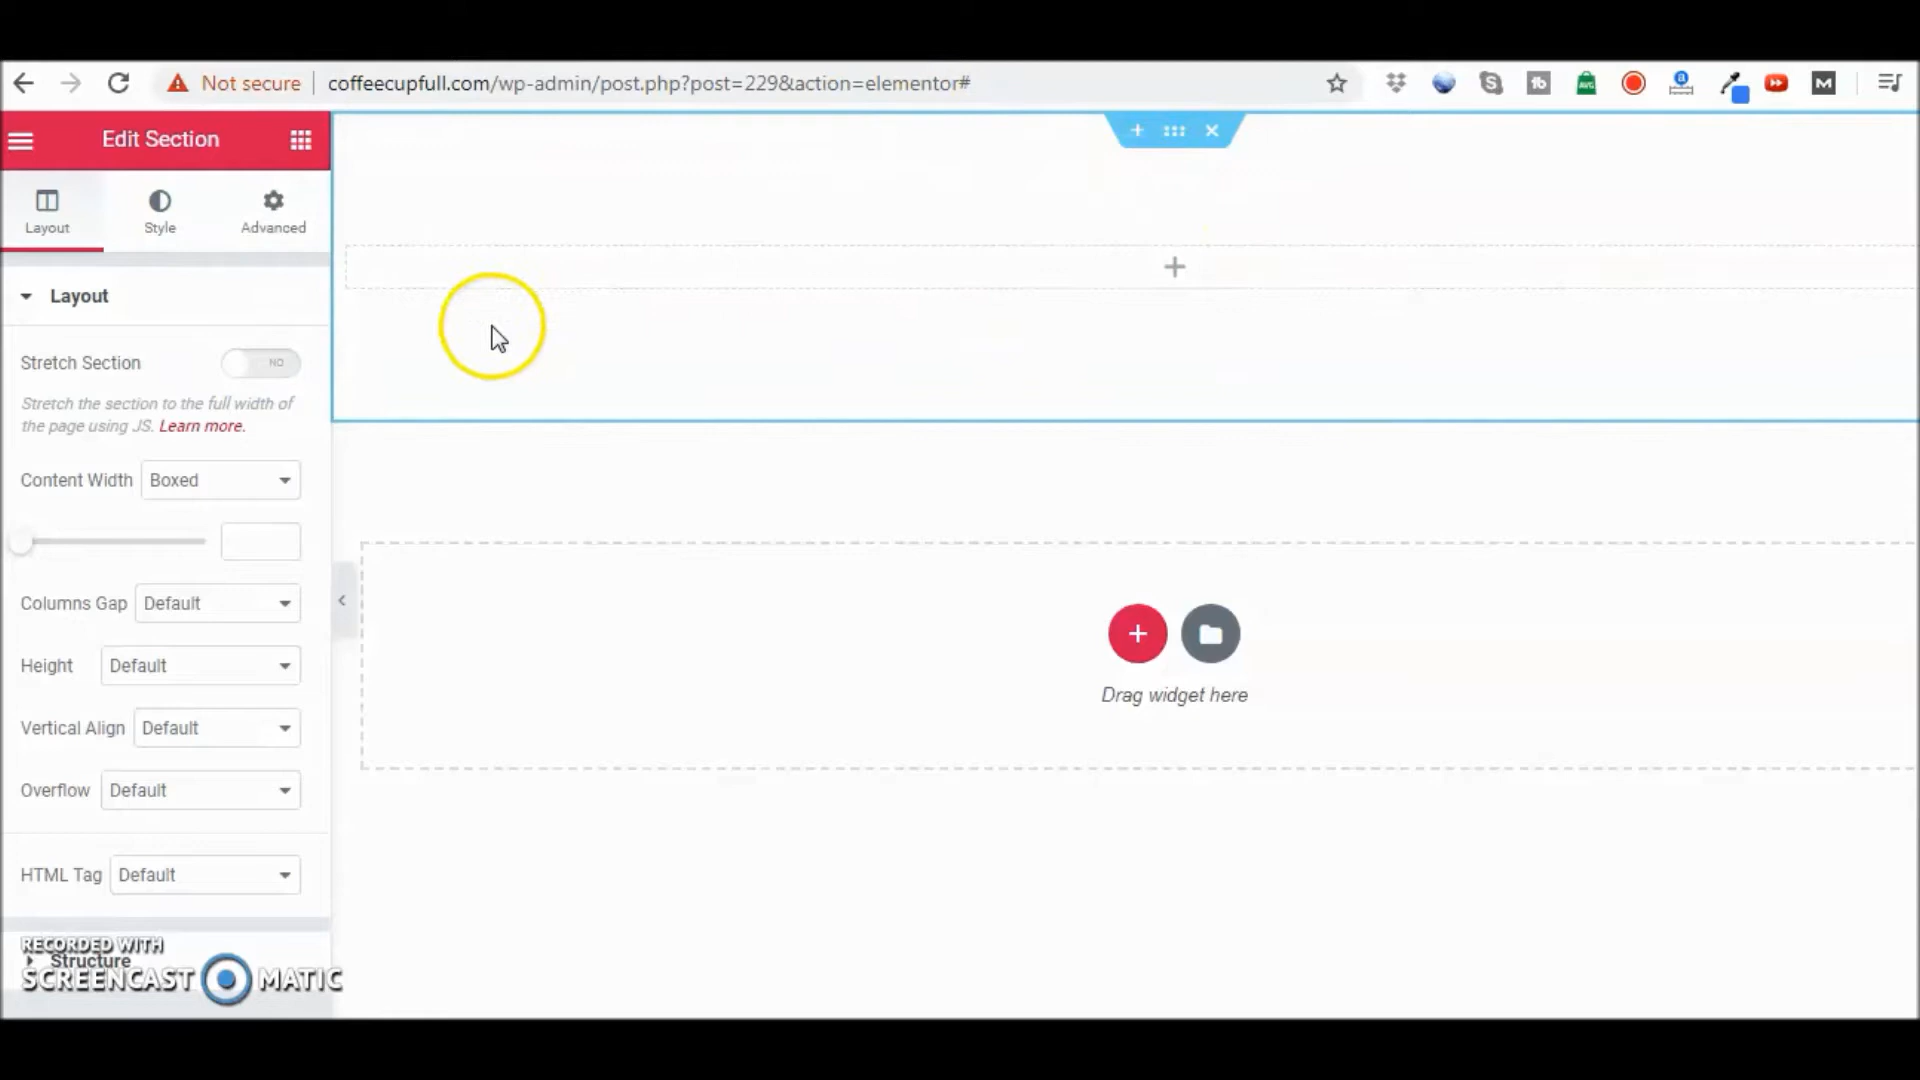 Not secure
coffeecupfull.com/wp-admin/post.php?post=229&action=elementor#
Edit Section
Layout
Style
Advanced
Layout
Stretch Section
NO
Stretch the section to the full width of
the page using JS. Learn more.
Content Width
Boxed
Columns Gap
Default
Height
Default
Vertical Align
Default
Overflow
Default
HTML Tag
Default
Drag widget here
RECORDED WITH
Structure
SCREENCAST MATIC